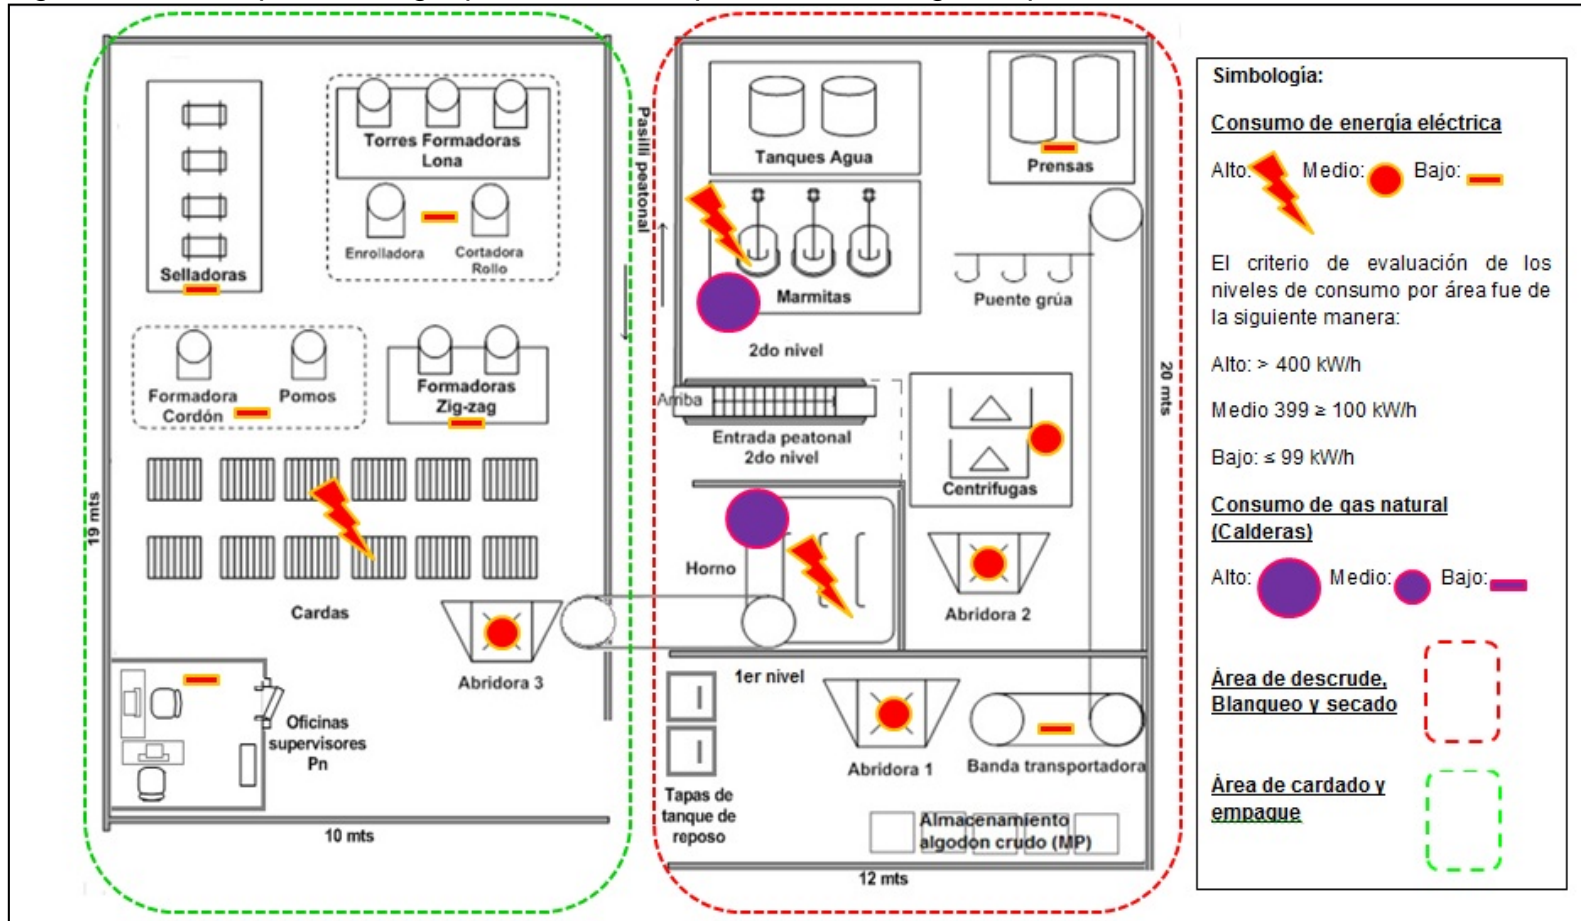 Torres Formadoras
Lona
Enrolladora
Cortadora
Rollo
Selladoras
Formadora
Cordón
Pomos
Formadoras
Zig-zag
19 mts
Cardas
Abridora 3
Oficinas
supervisores
Pn
10 mts
Pasilli peatonal
Tanques Agua
Prensas
Marmitas
Puente grúa
2do nivel
Arriba
Entrada peatonal
2do nivel
20 mts
Centrifugas
Horno
Abridora 2
1er nivel
Abridora 1
Banda transportadora
Tapas de
tanque de
reposo
Almacenamiento
algodon crudo (MP)
12 mts
Simbología:
Consumo de energía eléctrica
Alto: Medio: Bajo:
El criterio de evaluación de los
niveles de consumo por área fue de
la siguiente manera:
Alto: > 400 kW/h
Medio 399 ≥ 100 kW/h
Bajo: ≤ 99 kW/h
Consumo de gas natural
(Calderas)
Alto: Medio: Bajo:
Área de descrude,
Blanqueo y secado
Área de cardado y
empaque